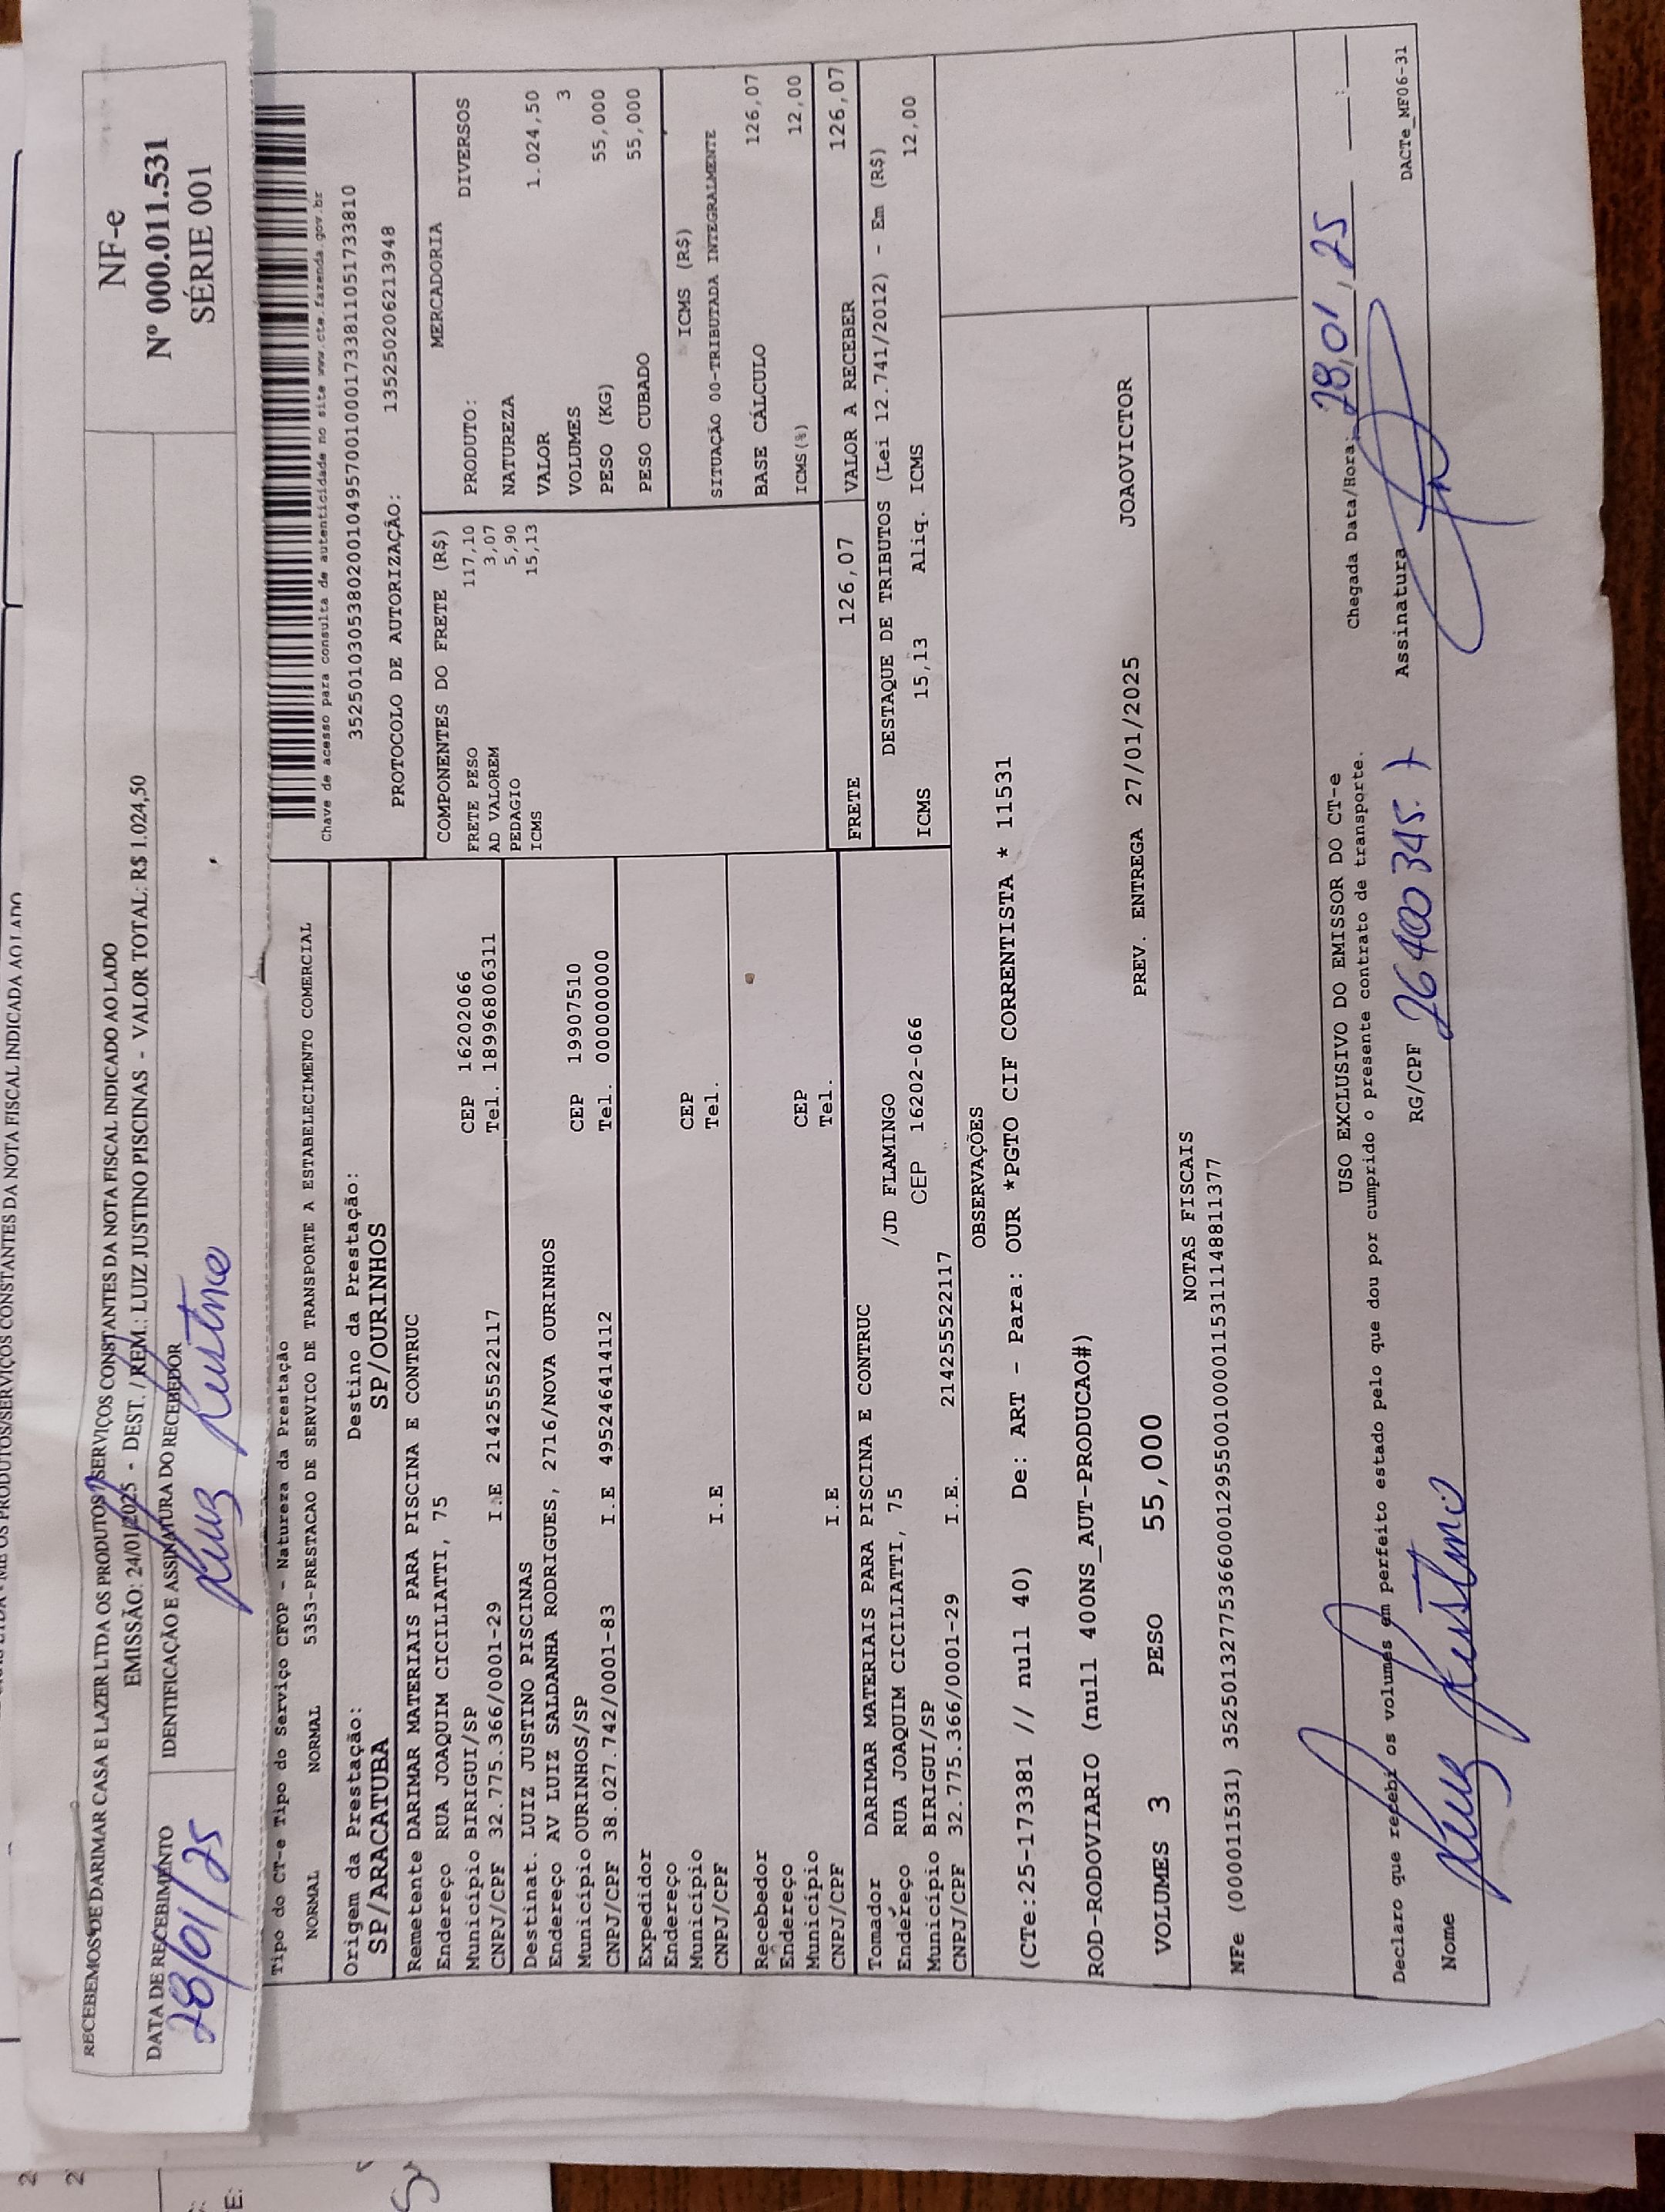 CONSTANTES DA NOTA FISCAL INDICADA AO LADO
RECEBEMOS DE DARIMAR CASA E LAZER LTDA OS PRODUTOS/SERVIÇOS CONSTANTES DA NOTA FISCAL INDICADO AO LADO
EMISSÃO: 24/01/2025 - DEST. / REM.: LUIZ JUSTINO PISCINAS - VALOR TOTAL: R$ 1.024,50
NF-e
Nº 000.011.531
SÉRIE 001
DATA DE RECEBIMENTO
28/01/25
IDENTIFICAÇÃO E ASSINATURA DO RECEBEDOR
Luiz Justino
Tipo do CT-e Tipo do Serviço CFOP - Natureza da Prestação
NORMAL NORMAL 5353-PRESTACAO DE SERVICO DE TRANSPORTE A ESTABELECIMENTO COMERCIAL
Chave de acesso para consulta de autenticidade no site www.cte.fazenda.gov.br
35250103053802001049570010001733811051733810
PROTOCOLO DE AUTORIZAÇÃO: 135250206213948
Origem da Prestação: Destino da Prestação:
SP/ARACATUBA SP/OURINHOS
Remetente DARIMAR MATERIAIS PARA PISCINA E CONTRUC
Endereço RUA JOAQUIM CICILIATTI, 75
Município BIRIGUI/SP CEP 16202066
CNPJ/CPF 32.775.366/0001-29 I.E 214255522117 Tel. 18996806311
Destinat. LUIZ JUSTINO PISCINAS
Endereço AV LUIZ SALDANHA RODRIGUES, 2716/NOVA OURINHOS
Município OURINHOS/SP CEP 19907510
CNPJ/CPF 38.027.742/0001-83 I.E 495246414112 Tel. 0000000000
Expedidor
Endereço
Município CEP
CNPJ/CPF I.E Tel.
Recebedor
Endereço
Município CEP
CNPJ/CPF I.E Tel.
Tomador DARIMAR MATERIAIS PARA PISCINA E CONTRUC
Endereço RUA JOAQUIM CICILIATTI, 75 /JD FLAMINGO
Município BIRIGUI/SP CEP 16202-066
CNPJ/CPF 32.775.366/0001-29 I.E. 214255522117
COMPONENTES DO FRETE (R$)
FRETE PESO 117,10
AD VALOREM 3,07
PEDAGIO 5,90
ICMS 15,13
MERCADORIA
PRODUTO: DIVERSOS
NATUREZA
VALOR 1.024,50
VOLUMES 3
PESO (KG) 55,000
PESO CUBADO 55,000
ICMS (R$)
SITUAÇÃO 00-TRIBUTADA INTEGRALMENTE
BASE CÁLCULO 126,07
ICMS(%) 12,00
FRETE 126,07 VALOR A RECEBER 126,07
DESTAQUE DE TRIBUTOS (Lei 12.741/2012) - Em (R$)
ICMS 15,13 Aliq. ICMS 12,00
OBSERVAÇÕES
(CTe:25-173381 // null 40) De: ART - Para: OUR *PGTO CIF CORRENTISTA * 11531
ROD-RODOVIARIO (null 400NS_AUT-PRODUCAO#)
PREV. ENTREGA 27/01/2025 JOAOVICTOR
VOLUMES 3 PESO 55,000
NOTAS FISCAIS
NFe (000011531) 35250132775366000129550010000115311148811377
USO EXCLUSIVO DO EMISSOR DO CT-e
Declaro que recebi os volumes em perfeito estado pelo que dou por cumprido o presente contrato de transporte.
Chegada Data/Hora: 28/01/25 __:__
Nome Luiz Justino RG/CPF 26400345.7 Assinatura
DACTe_MF06-31